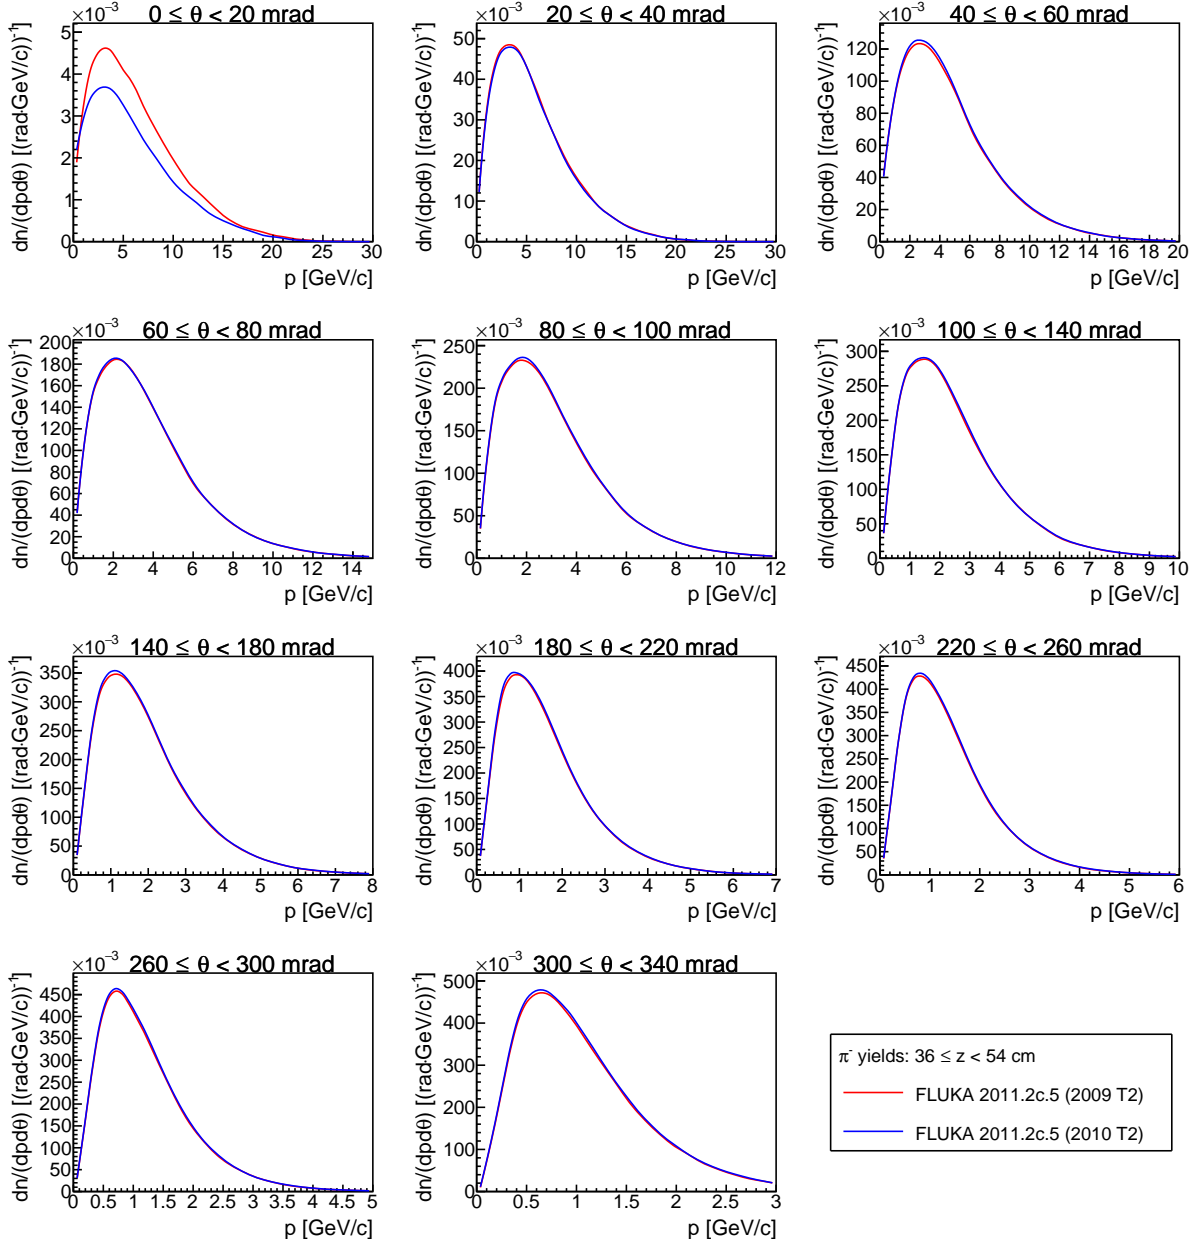 ×10⁻³ 0 ≤ θ < 20 mrad
dn/(dpdθ) [(rad·GeV/c))⁻¹]
5
4
3
2
1
0
0 5 10 15 20 25 30
p [GeV/c]
×10⁻³ 20 ≤ θ < 40 mrad
dn/(dpdθ) [(rad·GeV/c))⁻¹]
50
40
30
20
10
0
0 5 10 15 20 25 30
p [GeV/c]
×10⁻³ 40 ≤ θ < 60 mrad
dn/(dpdθ) [(rad·GeV/c))⁻¹]
120
100
80
60
40
20
0
0 2 4 6 8 10 12 14 16 18 20
p [GeV/c]
×10⁻³ 60 ≤ θ < 80 mrad
dn/(dpdθ) [(rad·GeV/c))⁻¹]
200
180
160
140
120
100
80
60
40
20
0
0 2 4 6 8 10 12 14
p [GeV/c]
×10⁻³ 80 ≤ θ < 100 mrad
dn/(dpdθ) [(rad·GeV/c))⁻¹]
250
200
150
100
50
0
0 2 4 6 8 10 12
p [GeV/c]
×10⁻³ 100 ≤ θ < 140 mrad
dn/(dpdθ) [(rad·GeV/c))⁻¹]
300
250
200
150
100
50
0
0 1 2 3 4 5 6 7 8 9 10
p [GeV/c]
×10⁻³ 140 ≤ θ < 180 mrad
dn/(dpdθ) [(rad·GeV/c))⁻¹]
350
300
250
200
150
100
50
0
0 1 2 3 4 5 6 7 8
p [GeV/c]
×10⁻³ 180 ≤ θ < 220 mrad
dn/(dpdθ) [(rad·GeV/c))⁻¹]
400
350
300
250
200
150
100
50
0
0 1 2 3 4 5 6 7
p [GeV/c]
×10⁻³ 220 ≤ θ < 260 mrad
dn/(dpdθ) [(rad·GeV/c))⁻¹]
450
400
350
300
250
200
150
100
50
0
0 1 2 3 4 5 6
p [GeV/c]
×10⁻³ 260 ≤ θ < 300 mrad
dn/(dpdθ) [(rad·GeV/c))⁻¹]
450
400
350
300
250
200
150
100
50
0
0 0.5 1 1.5 2 2.5 3 3.5 4 4.5 5
p [GeV/c]
×10⁻³ 300 ≤ θ < 340 mrad
dn/(dpdθ) [(rad·GeV/c))⁻¹]
500
400
300
200
100
0
0 0.5 1 1.5 2 2.5 3
p [GeV/c]
π⁻ yields: 36 ≤ z < 54 cm
FLUKA 2011.2c.5 (2009 T2)
FLUKA 2011.2c.5 (2010 T2)